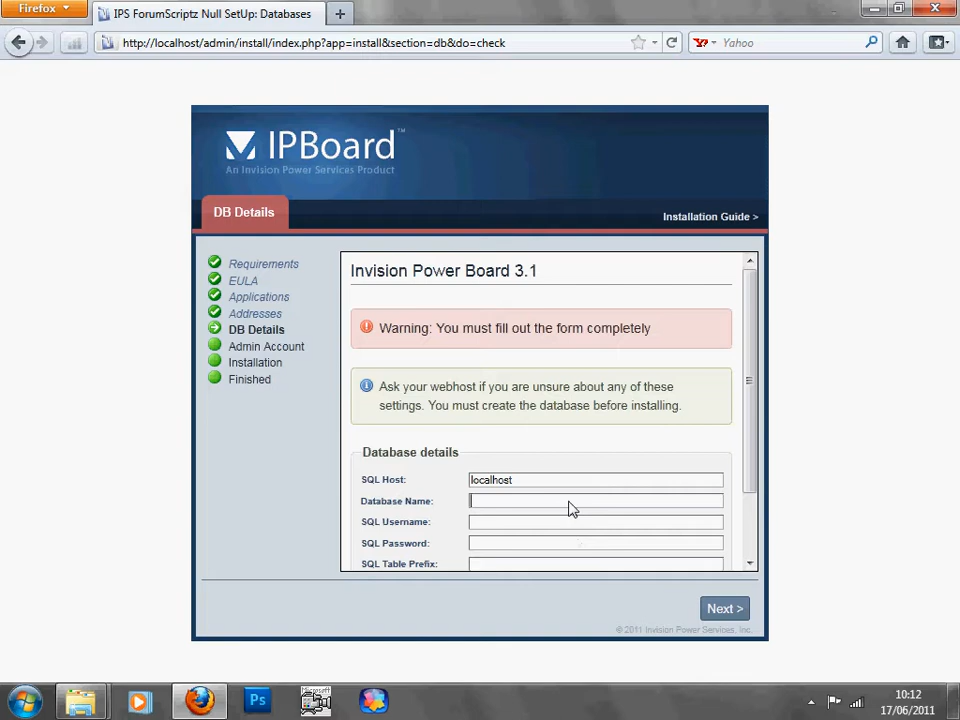 Firefox
IPS ForumScriptz Null SetUp: Databases
http://localhost/admin/install/index.php?app=install&section=db&do=check
Yahoo
IPBoard™
An Invision Power Services Product
DB Details
Installation Guide >
Requirements
EULA
Applications
Addresses
DB Details
Admin Account
Installation
Finished
Invision Power Board 3.1
Warning: You must fill out the form completely
Ask your webhost if you are unsure about any of these
settings. You must create the database before installing.
Database details
SQL Host: localhost
Database Name:
SQL Username:
SQL Password:
SQL Table Prefix:
Next >
© 2011 Invision Power Services, Inc.
Ps
Microsoft
10:12
17/06/2011